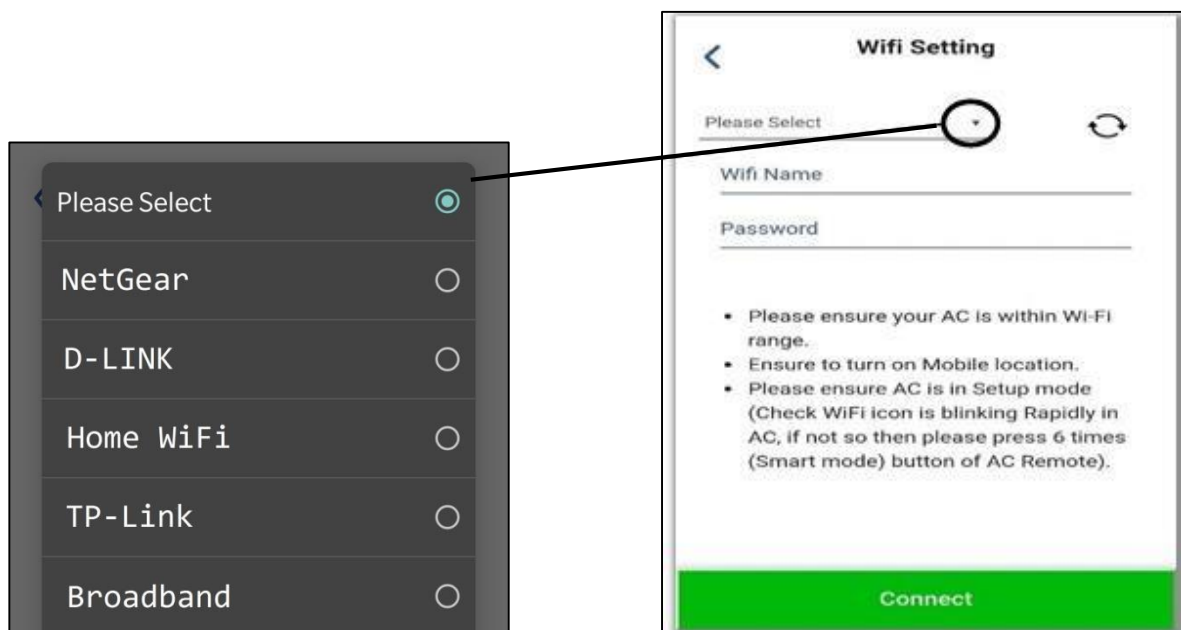 Please Select
NetGear
D-LINK
Home WiFi
TP-Link
Broadband
Wifi Setting
Please Select
Wifi Name
Password
• Please ensure your AC is within Wi-Fi
range.
• Ensure to turn on Mobile location.
• Please ensure AC is in Setup mode
(Check WiFi icon is blinking Rapidly in
AC, if not so then please press 6 times
(Smart mode) button of AC Remote).
Connect